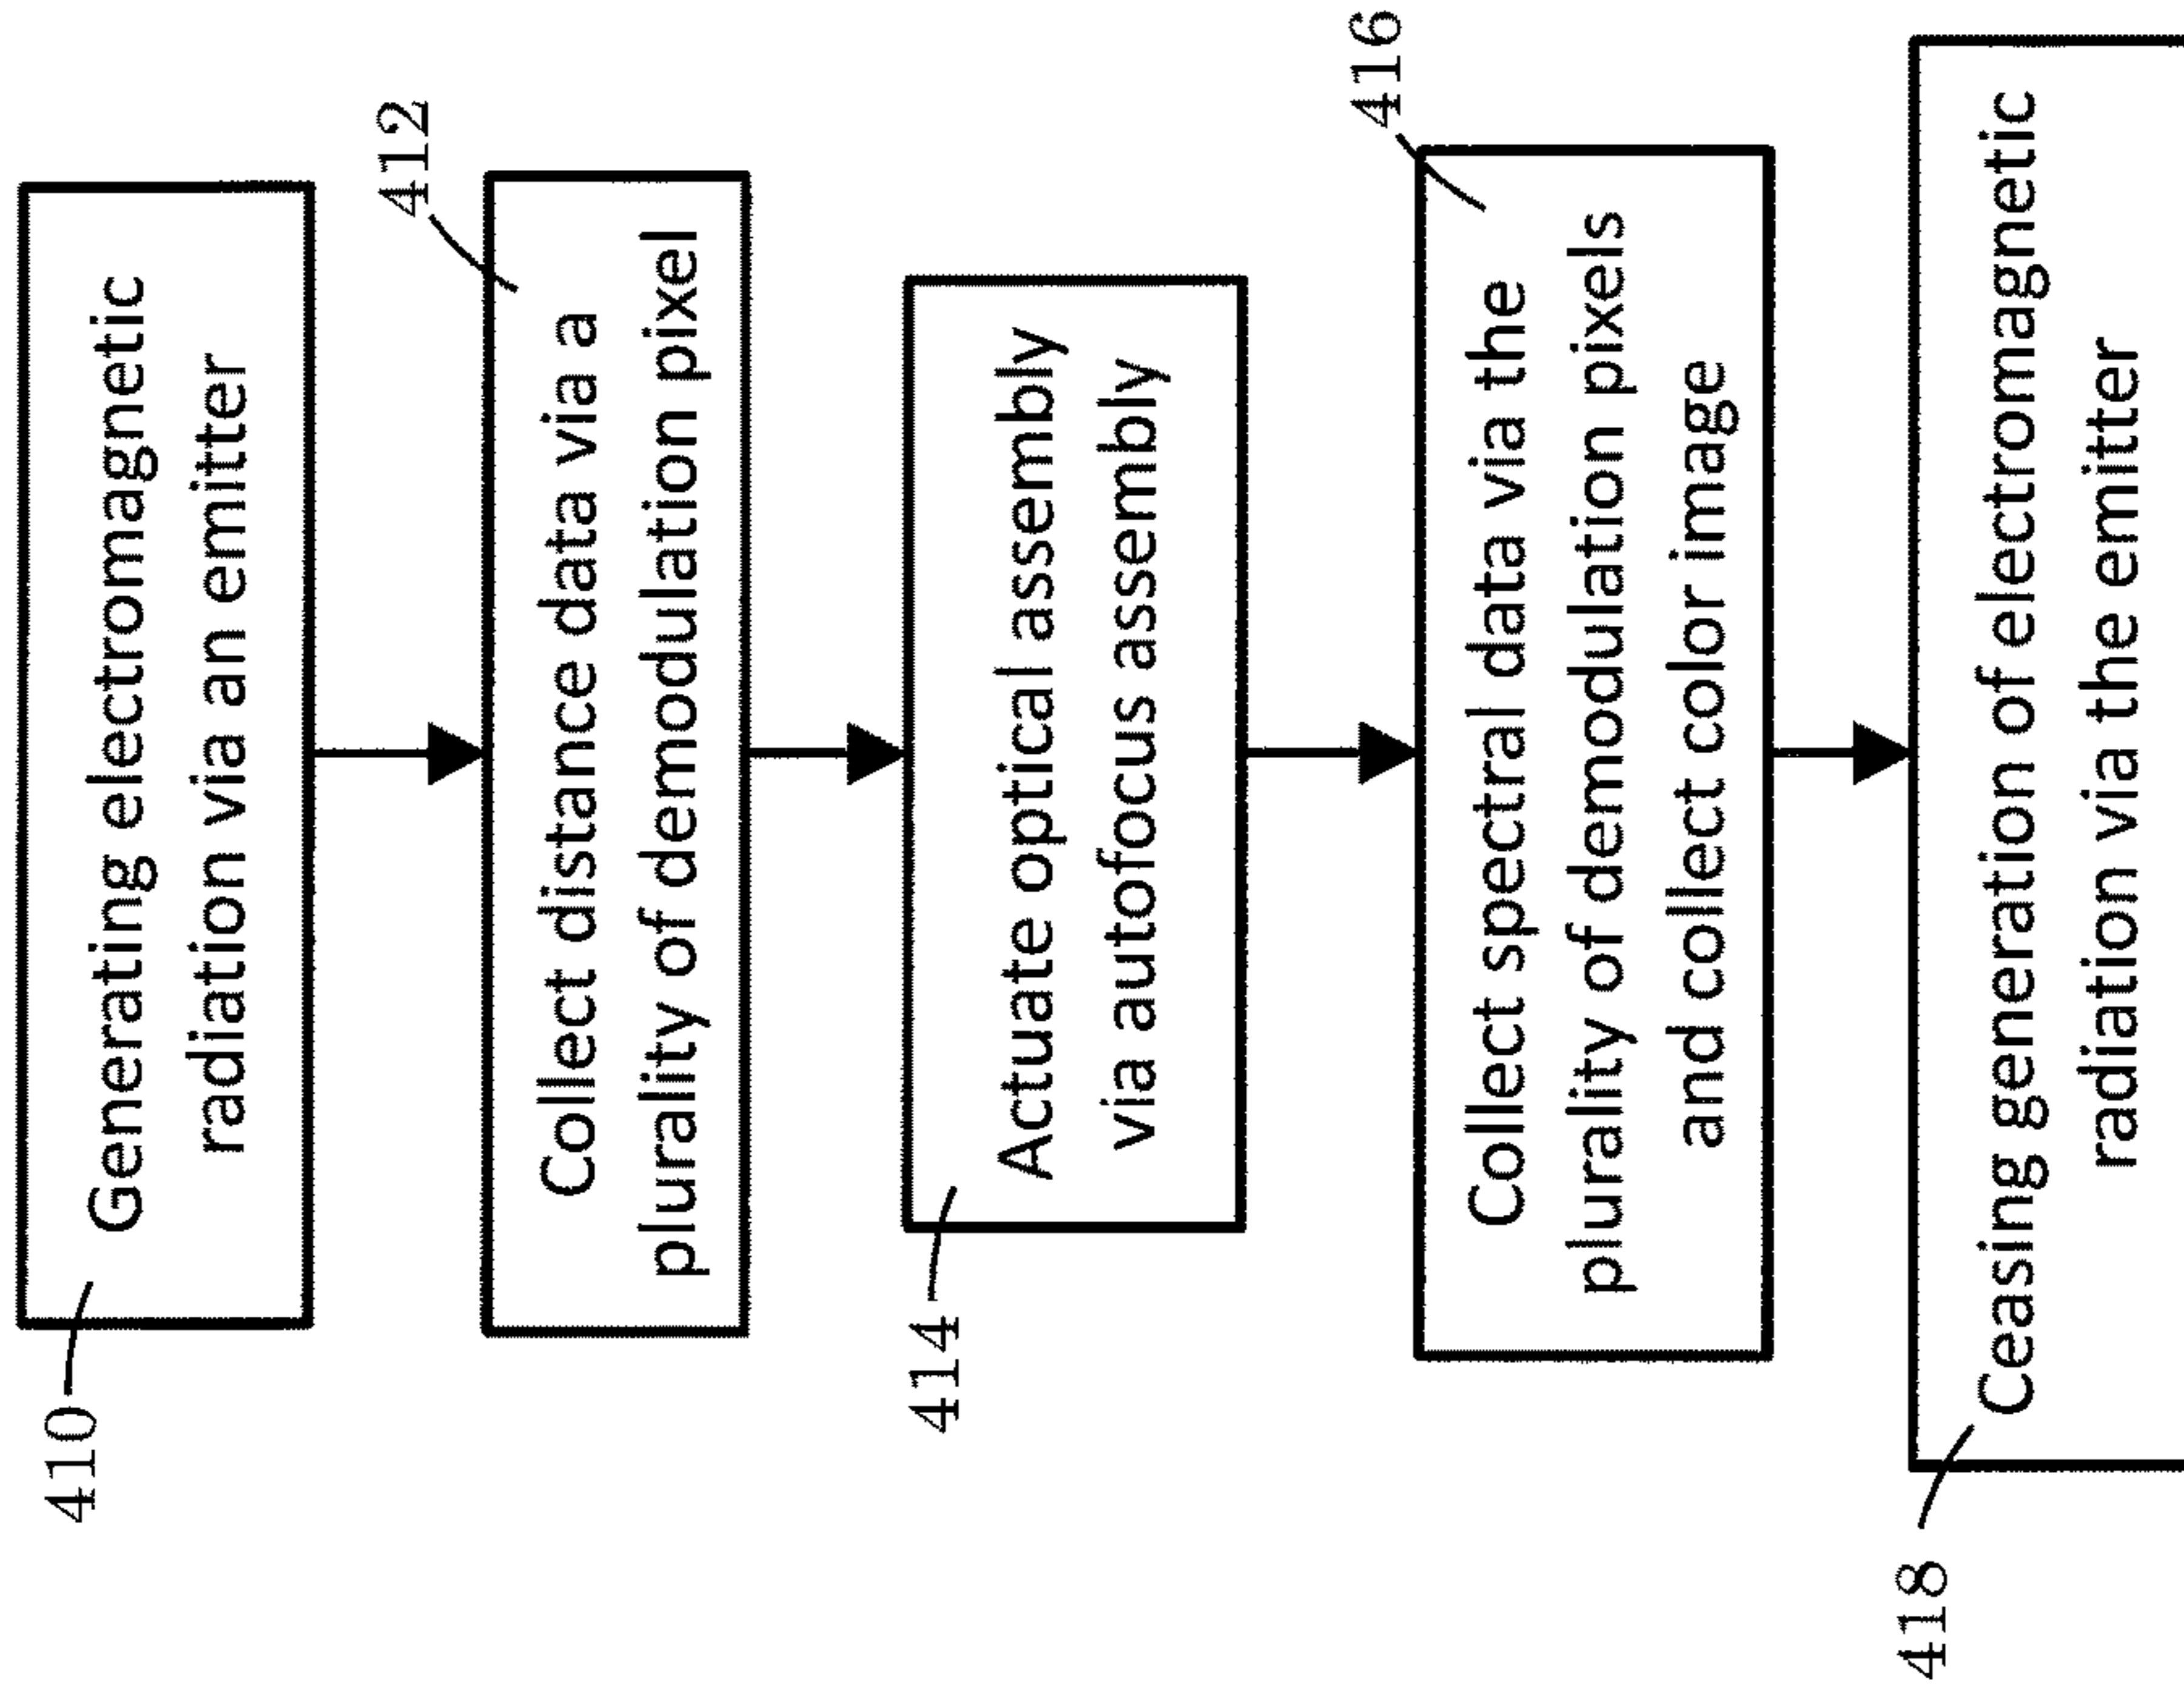 410
Generating electromagnetic
radiation via an emitter
412
Collect distance data via a
plurality of demodulation pixel
414
Actuate optical assembly
via autofocus assembly
416
Collect spectral data via the
plurality of demodulation pixels
and collect color image
418
Ceasing generation of electromagnetic
radiation via the emitter